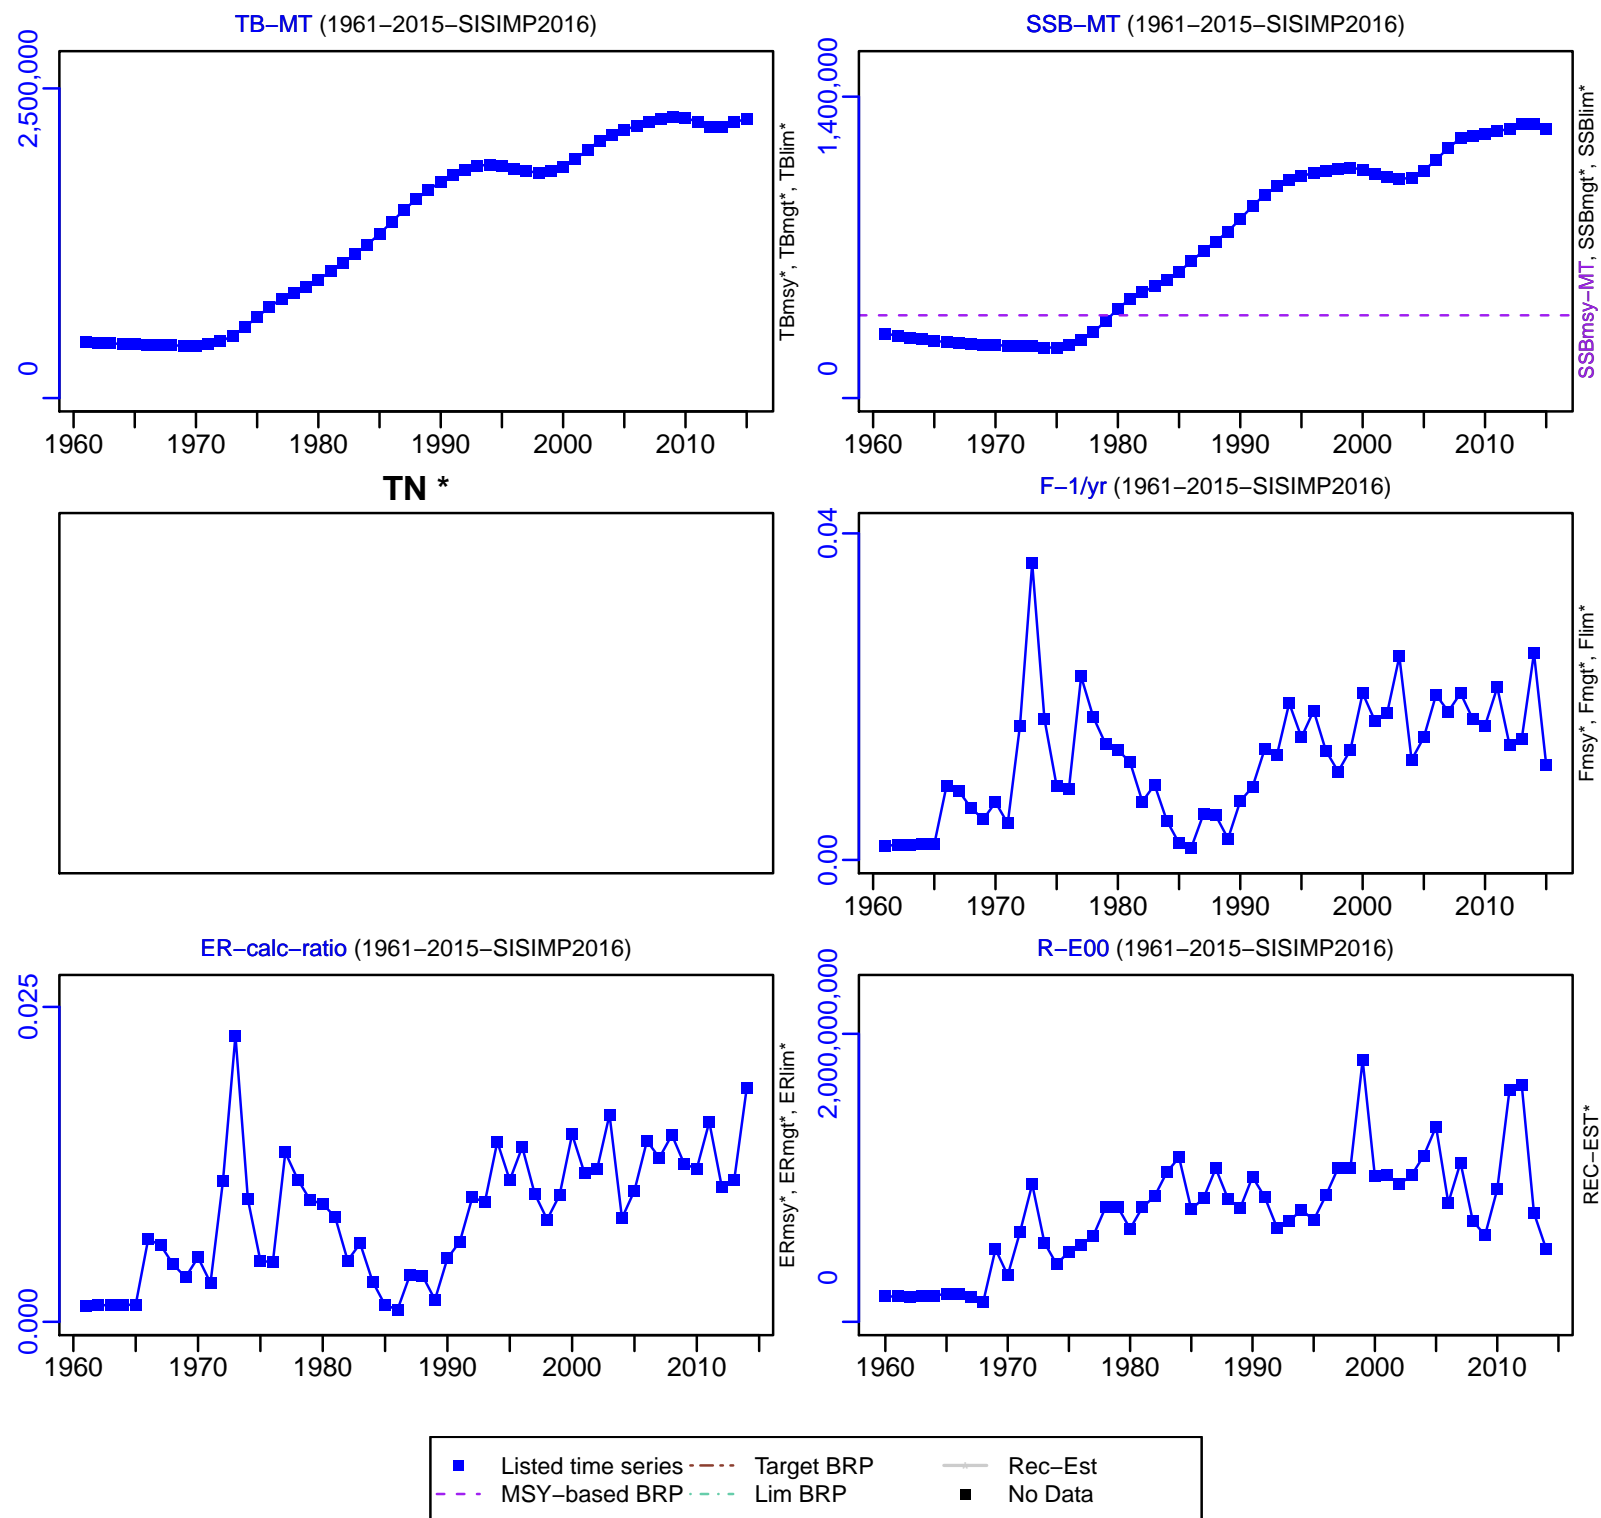 TB−MT (1961−2015−SISIMP2016)
2,500,000
0
1960 1970 1980 1990 2000 2010
TBmsy*, TBmgt*, TBlim*
SSB−MT (1961−2015−SISIMP2016)
1,400,000
0
1960 1970 1980 1990 2000 2010
SSBmsy−MT, SSBmgt*, SSBlim*
TN *
F−1/yr (1961−2015−SISIMP2016)
0.04
0.00
1960 1970 1980 1990 2000 2010
Fmsy*, Fmgt*, Flim*
ER−calc−ratio (1961−2015−SISIMP2016)
0.025
0.000
1960 1970 1980 1990 2000 2010
ERmsy*, ERmgt*, ERlim*
R−E00 (1961−2015−SISIMP2016)
2,000,000,000
0
1960 1970 1980 1990 2000 2010
REC−EST*
Listed time series Target BRP Rec−Est
MSY−based BRP Lim BRP No Data